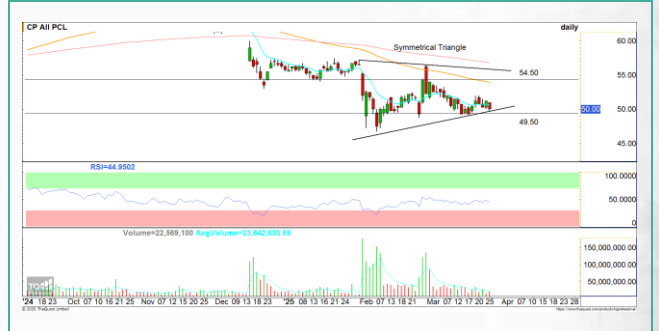 CP All PCL daily
60.00
Symmetrical Triangle
55.00
54.50
50.00
49.50
45.00
RSI=44.9502
100.0000
50.0000
0
Volume=22,569,100 AvgVolume=23,642,630.69
150,000,000.00
100,000,000.00
50,000,000.00
'24 18 23 Oct 07 10 16 21 25 Nov 07 12 15 20 25 Dec 09 13 18 23 '25 08 13 16 21 24 Feb 07 13 18 21 Mar 08 12 17 20 25 Apr 07 10 15 18 23 28
© 2025 TheQuest Limited